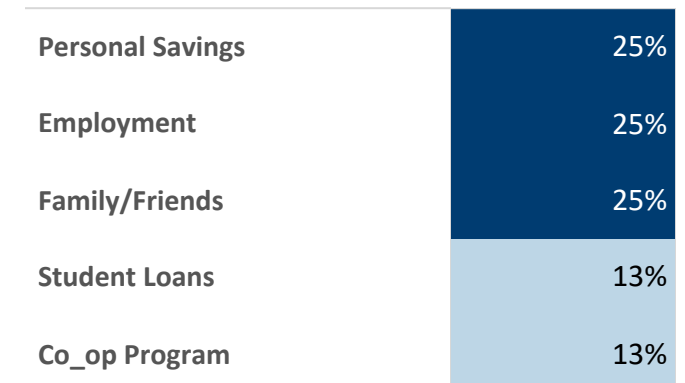 Personal Savings 25%
Employment 25%
Family/Friends 25%
Student Loans 13%
Co_op Program 13%